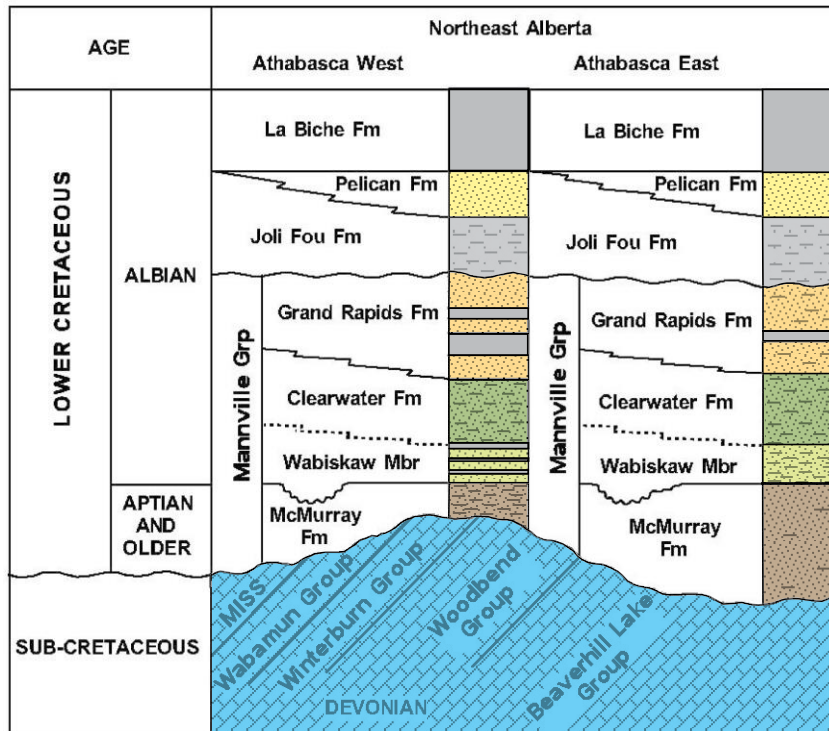 AGE
Northeast Alberta
Athabasca West
Athabasca East
LOWER CRETACEOUS
ALBIAN
APTIAN
AND
OLDER
SUB-CRETACEOUS
La Biche Fm
Pelican Fm
Joli Fou Fm
Mannville Grp
Grand Rapids Fm
Clearwater Fm
Wabiskaw Mbr
McMurray
Fm
La Biche Fm
Pelican Fm
Joli Fou Fm
Mannville Grp
Grand Rapids Fm
Clearwater Fm
Wabiskaw Mbr
McMurray
Fm
MISS
Wabamun Group
Winterburn Group
Woodbend
Group
Beaverhill Lake
Group
DEVONIAN